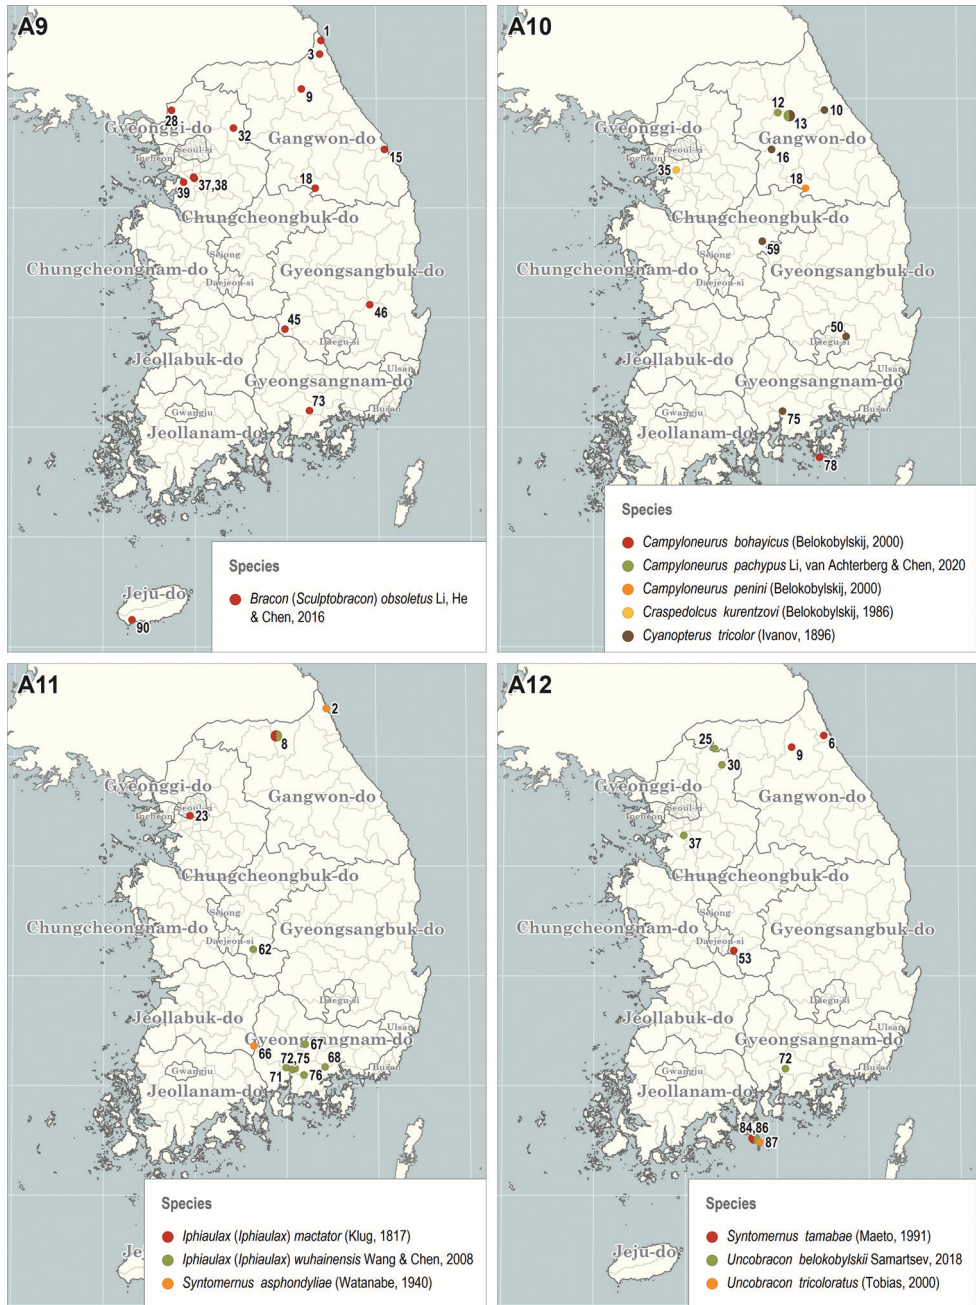 A9
1
3
9
28
Gyeonggi-do
32
Gangwon-do
Seoul-si
Incheon
15
37,38
39
18
Chungcheongbuk-do
Sejong
Chungcheongnam-do
Gyeongsangbuk-do
Daejeon-si
46
45
Daegu-si
Jeollabuk-do
Ulsan
Gyeongsangnam-do
73
Busan
Gwangju
Jeollanam-do
Jeju-do
90
Species
Bracon (Sculptobracon) obsoletus Li, He
& Chen, 2016
A10
12
10
13
Gyeonggi-do
Gangwon-do
Seoul-si
Incheon
16
35
18
Chungcheongbuk-do
59
Sejong
Chungcheongnam-do
Gyeongsangbuk-do
Daejeon-si
50
Daegu-si
Jeollabuk-do
Ulsan
Gyeongsangnam-do
Busan
Gwangju
75
Jeollanam-do
78
Species
Campyloneurus bohayicus (Belokobylskij, 2000)
Campyloneurus pachypus Li, van Achterberg & Chen, 2020
Campyloneurus penini (Belokobylskij, 2000)
Craspedolcus kurentzovi (Belokobylskij, 1986)
Cyanopterus tricolor (Ivanov, 1896)
A11
2
8
Gyeonggi-do
Gangwon-do
Seoul-si
Incheon
23
Chungcheongbuk-do
Sejong
Chungcheongnam-do
Gyeongsangbuk-do
Daejeon-si
62
Daegu-si
Jeollabuk-do
Ulsan
Gyeongsangnam-do
67
66
72,75
68
Gwangju
Busan
71
76
Jeollanam-do
Je
Species
Iphiaulax (Iphiaulax) mactator (Klug, 1817)
Iphiaulax (Iphiaulax) wuhainensis Wang & Chen, 2008
Syntomernus asphondyliae (Watanabe, 1940)
A12
25
6
9
30
Gyeonggi-do
Gangwon-do
Seoul-si
Incheon
37
Chungcheongbuk-do
Sejong
Chungcheongnam-do
Gyeongsangbuk-do
Daejeon-si
53
Daegu-si
Jeollabuk-do
Ulsan
Gyeongsangnam-do
72
Gwangju
Busan
Jeollanam-do
84,86
87
Jeju-do
Species
Syntomernus tamabae (Maeto, 1991)
Uncobracon belokobylskii Samartsev, 2018
Uncobracon tricoloratus (Tobias, 2000)